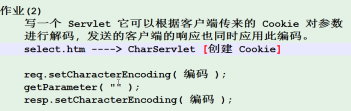 作业(2)
写一个 Servlet 它可以根据客户端传来的 Cookie 对参数
进行解码，发送的客户端的响应也同时应用此编码。
select.htm ----> CharServlet [创建 Cookie]
req.setCharacterEncoding( 编码 );
getParameter( "" );
resp.setCharacterEncoding( 编码 );